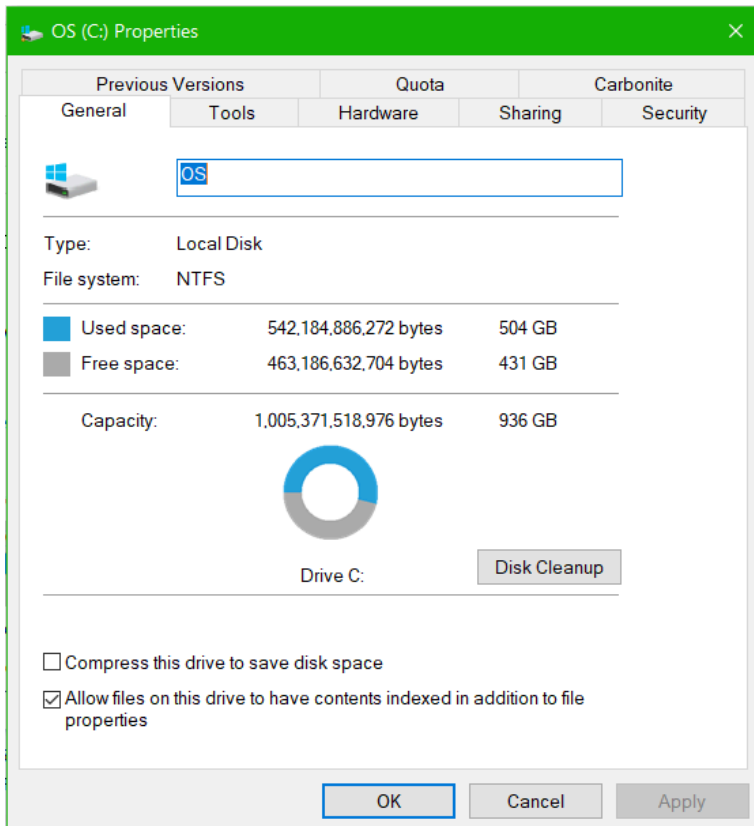 OS (C:) Properties
Previous Versions Quota Carbonite
General Tools Hardware Sharing Security
OS
Type: Local Disk
File system: NTFS
Used space: 542,184,886,272 bytes 504 GB
Free space: 463,186,632,704 bytes 431 GB
Capacity: 1,005,371,518,976 bytes 936 GB
Drive C:
Disk Cleanup
Compress this drive to save disk space
Allow files on this drive to have contents indexed in addition to file
properties
OK Cancel Apply